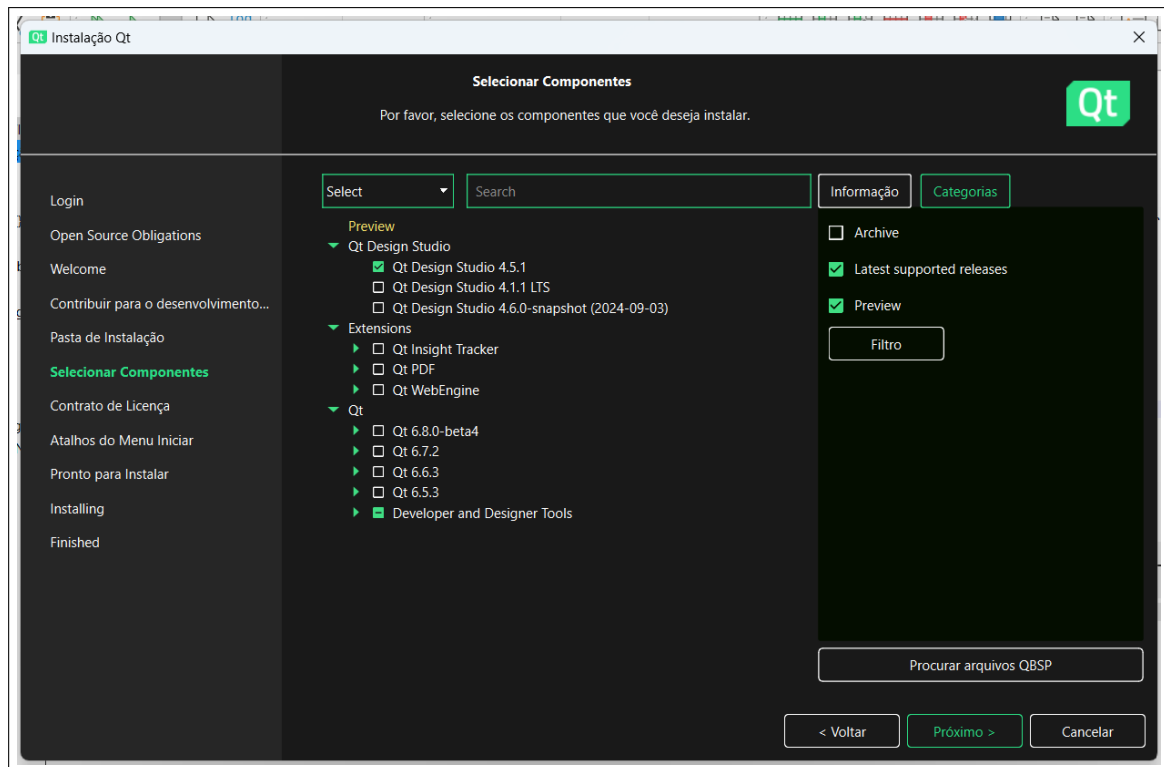 Qt Instalação Qt
Selecionar Componentes
Por favor, selecione os componentes que você deseja instalar.
Qt
Login
Open Source Obligations
Welcome
Contribuir para o desenvolvimento...
Pasta de Instalação
Selecionar Componentes
Contrato de Licença
Atalhos do Menu Iniciar
Pronto para Instalar
Installing
Finished
Select
Search
Preview
Qt Design Studio
Qt Design Studio 4.5.1
Qt Design Studio 4.1.1 LTS
Qt Design Studio 4.6.0-snapshot (2024-09-03)
Extensions
Qt Insight Tracker
Qt PDF
Qt WebEngine
Qt
Qt 6.8.0-beta4
Qt 6.7.2
Qt 6.6.3
Qt 6.5.3
Developer and Designer Tools
Informação
Categorias
Archive
Latest supported releases
Preview
Filtro
Procurar arquivos QBSP
< Voltar
Próximo >
Cancelar